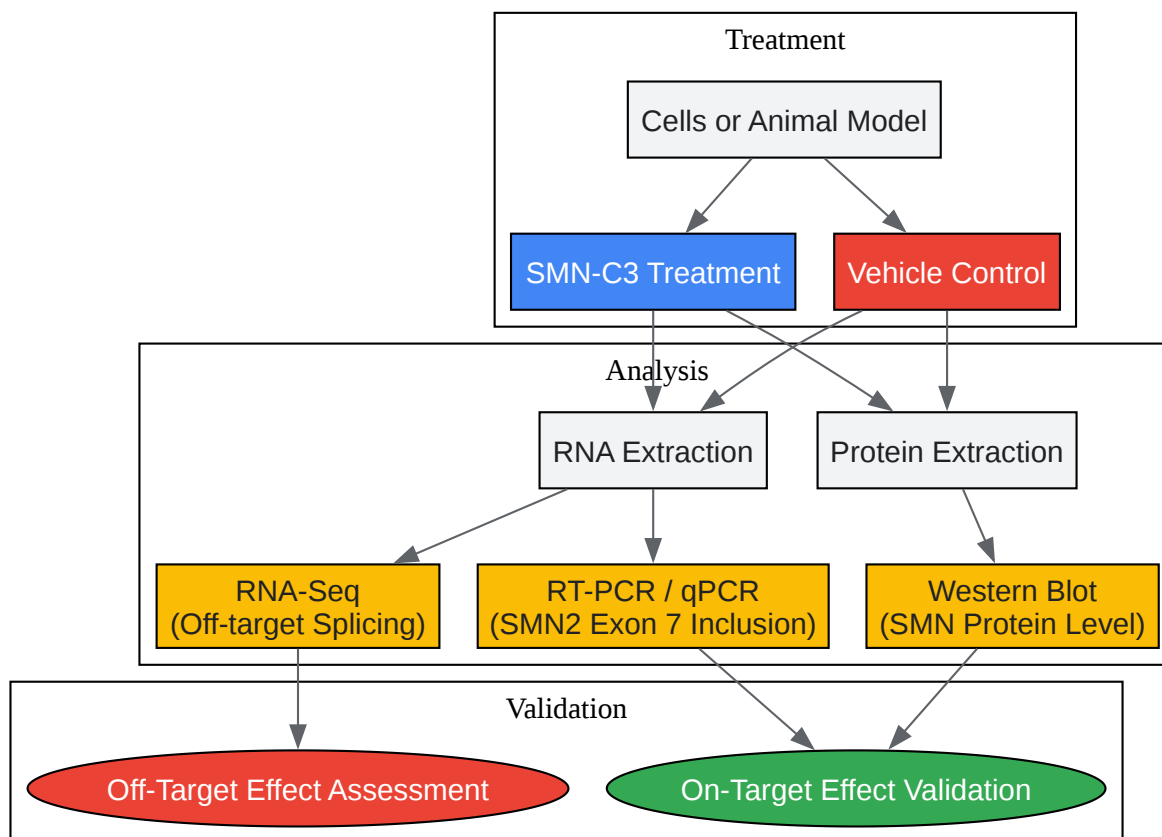 Treatment
Cells or Animal Model
SMN-C3 Treatment
Vehicle Control
Analysis
RNA Extraction
Protein Extraction
RNA-Seq
(Off-target Splicing)
RT-PCR / qPCR
(SMN2 Exon 7 Inclusion)
Western Blot
(SMN Protein Level)
Validation
Off-Target Effect Assessment
On-Target Effect Validation